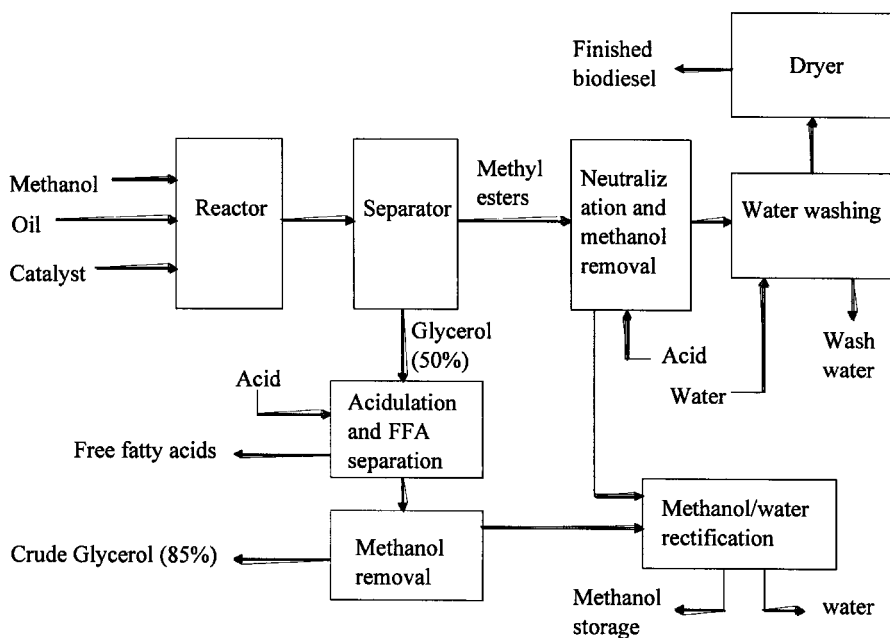 Finished
biodiesel
Dryer
Methanol
Oil
Catalyst
Reactor
Separator
Methyl
esters
Neutraliz
ation and
methanol
removal
Water washing
Glycerol
(50%)
Acid
Water
Wash
water
Acid
Acidulation
and FFA
separation
Free fatty acids
Methanol
removal
Crude Glycerol (85%)
Methanol/water
rectification
Methanol
storage
water